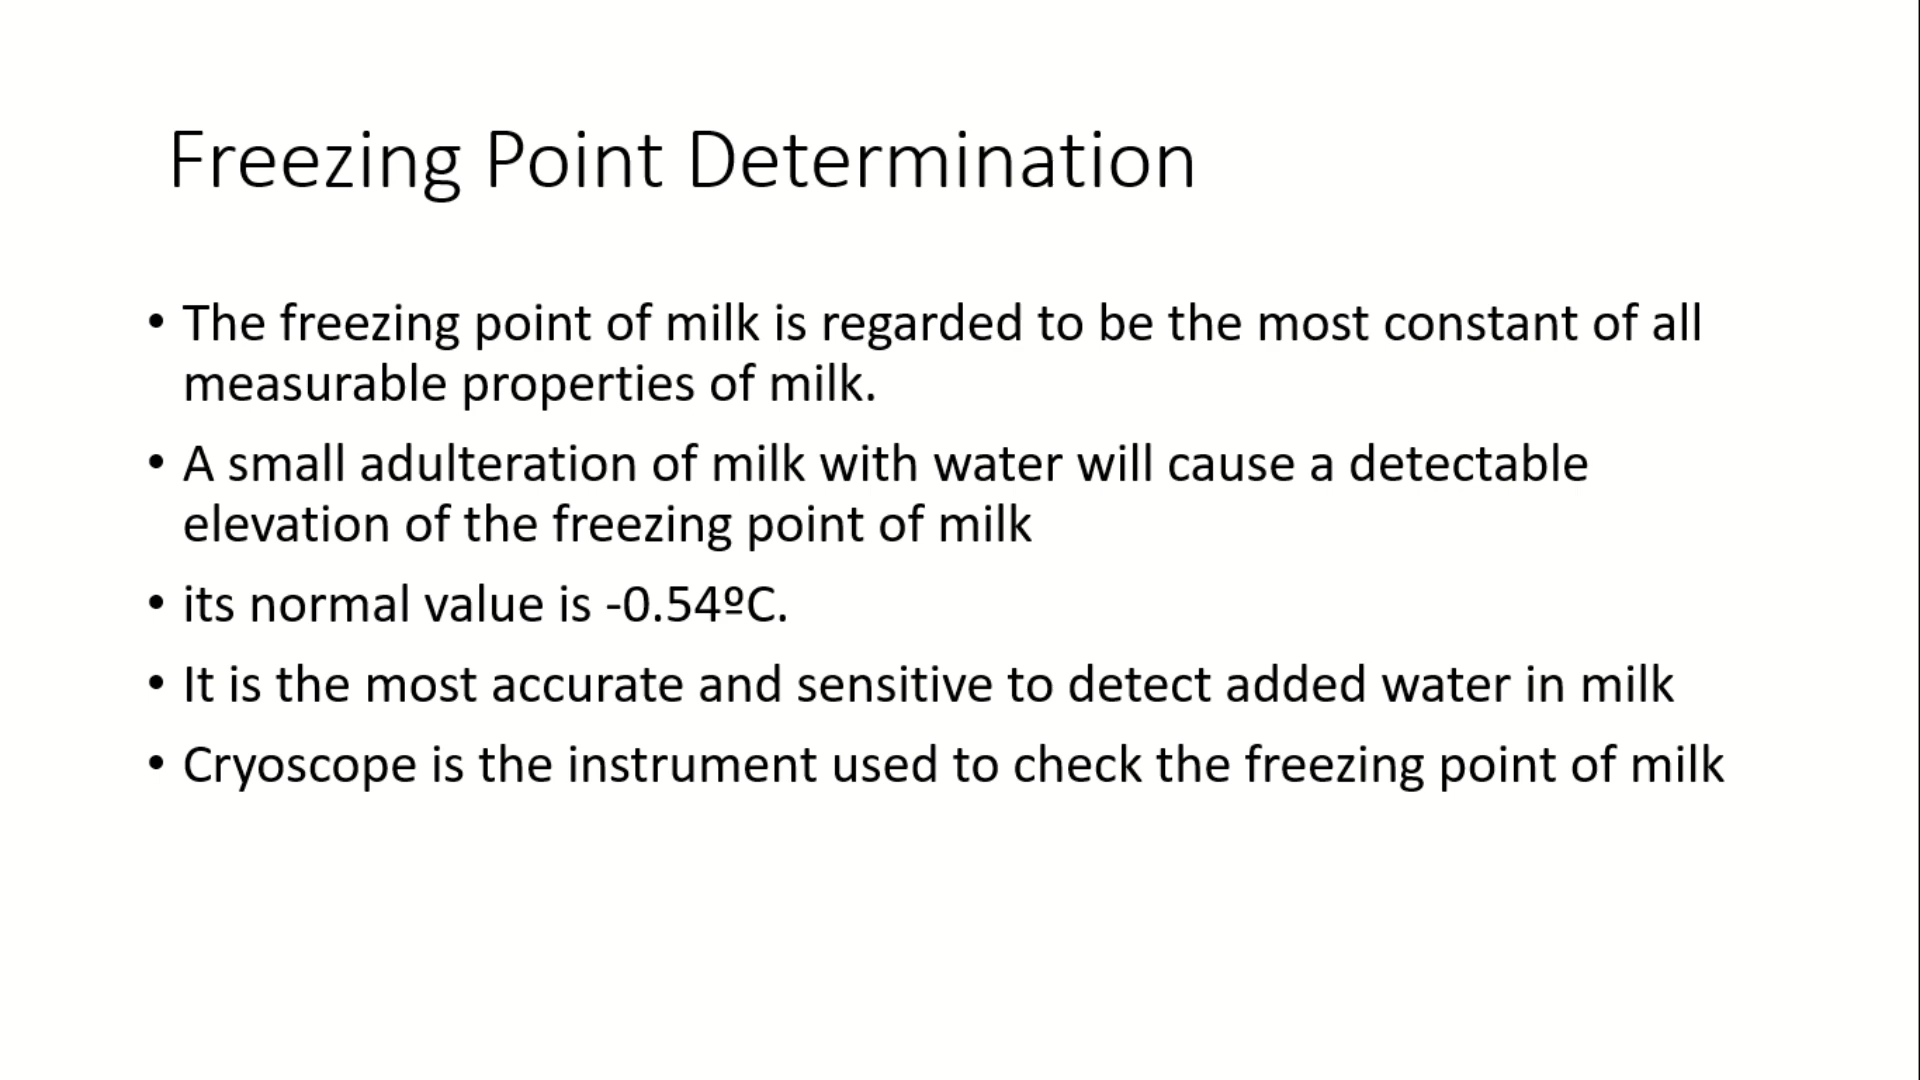 Freezing Point Determination
• The freezing point of milk is regarded to be the most constant of all
measurable properties of milk.
• A small adulteration of milk with water will cause a detectable
elevation of the freezing point of milk
• its normal value is -0.54ºC.
• It is the most accurate and sensitive to detect added water in milk
• Cryoscope is the instrument used to check the freezing point of milk